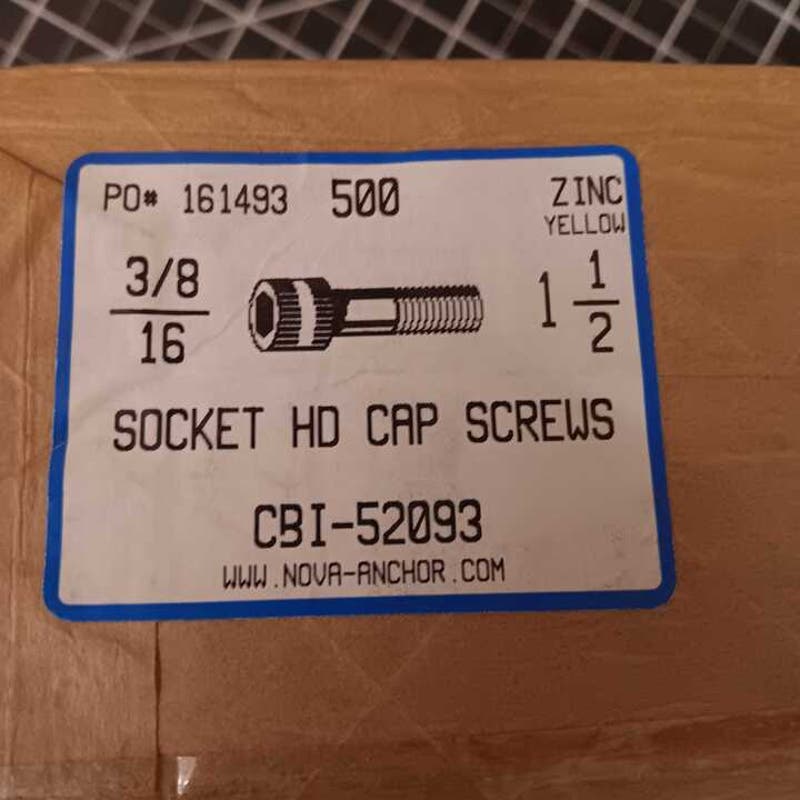 PO# 161493 500 ZINC
YELLOW
3/8
16
1 1/2
SOCKET HD CAP SCREWS
CBI-52093
WWW.NOVA-ANCHOR.COM